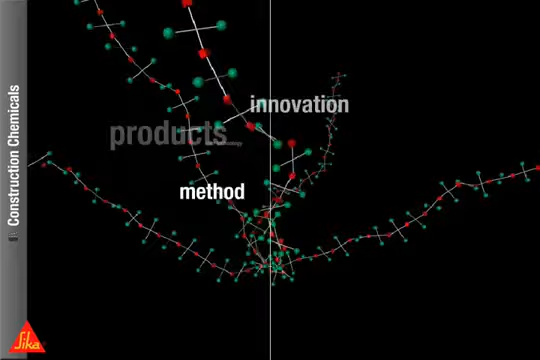 Construction Chemicals
innovation
products
method
Sika